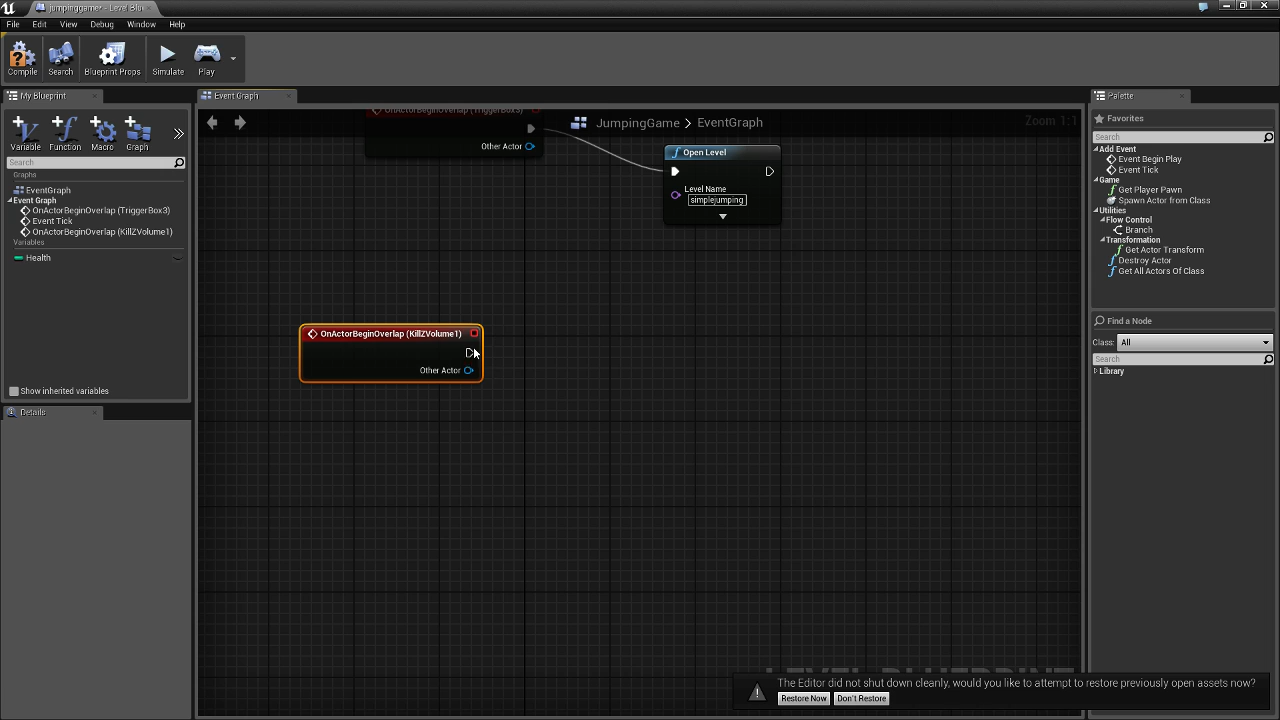 jumpinggame* - Level Blu
File Edit View Debug Window Help
Compile Search Blueprint Props Simulate Play
My Blueprint
Event Graph
Palette
Variable Function Macro Graph
Search
Graphs
EventGraph
Event Graph
OnActorBeginOverlap (TriggerBox3)
Event Tick
OnActorBeginOverlap (KillZVolume1)
Variables
Health
Show inherited variables
Details
OnActorBeginOverlap (TriggerBox3)
Other Actor
JumpingGame > EventGraph
Zoom 1:1
Open Level
Level Name
simplejumping
OnActorBeginOverlap (KillZVolume1)
Other Actor
LEVEL BLUEPRINT
Favorites
Search
Add Event
Event Begin Play
Event Tick
Game
Get Player Pawn
Spawn Actor from Class
Utilities
Flow Control
Branch
Transformation
Get Actor Transform
Destroy Actor
Get All Actors Of Class
Find a Node
Class: All
Search
Library
The Editor did not shut down cleanly, would you like to attempt to restore previously open assets now?
Restore Now Don't Restore